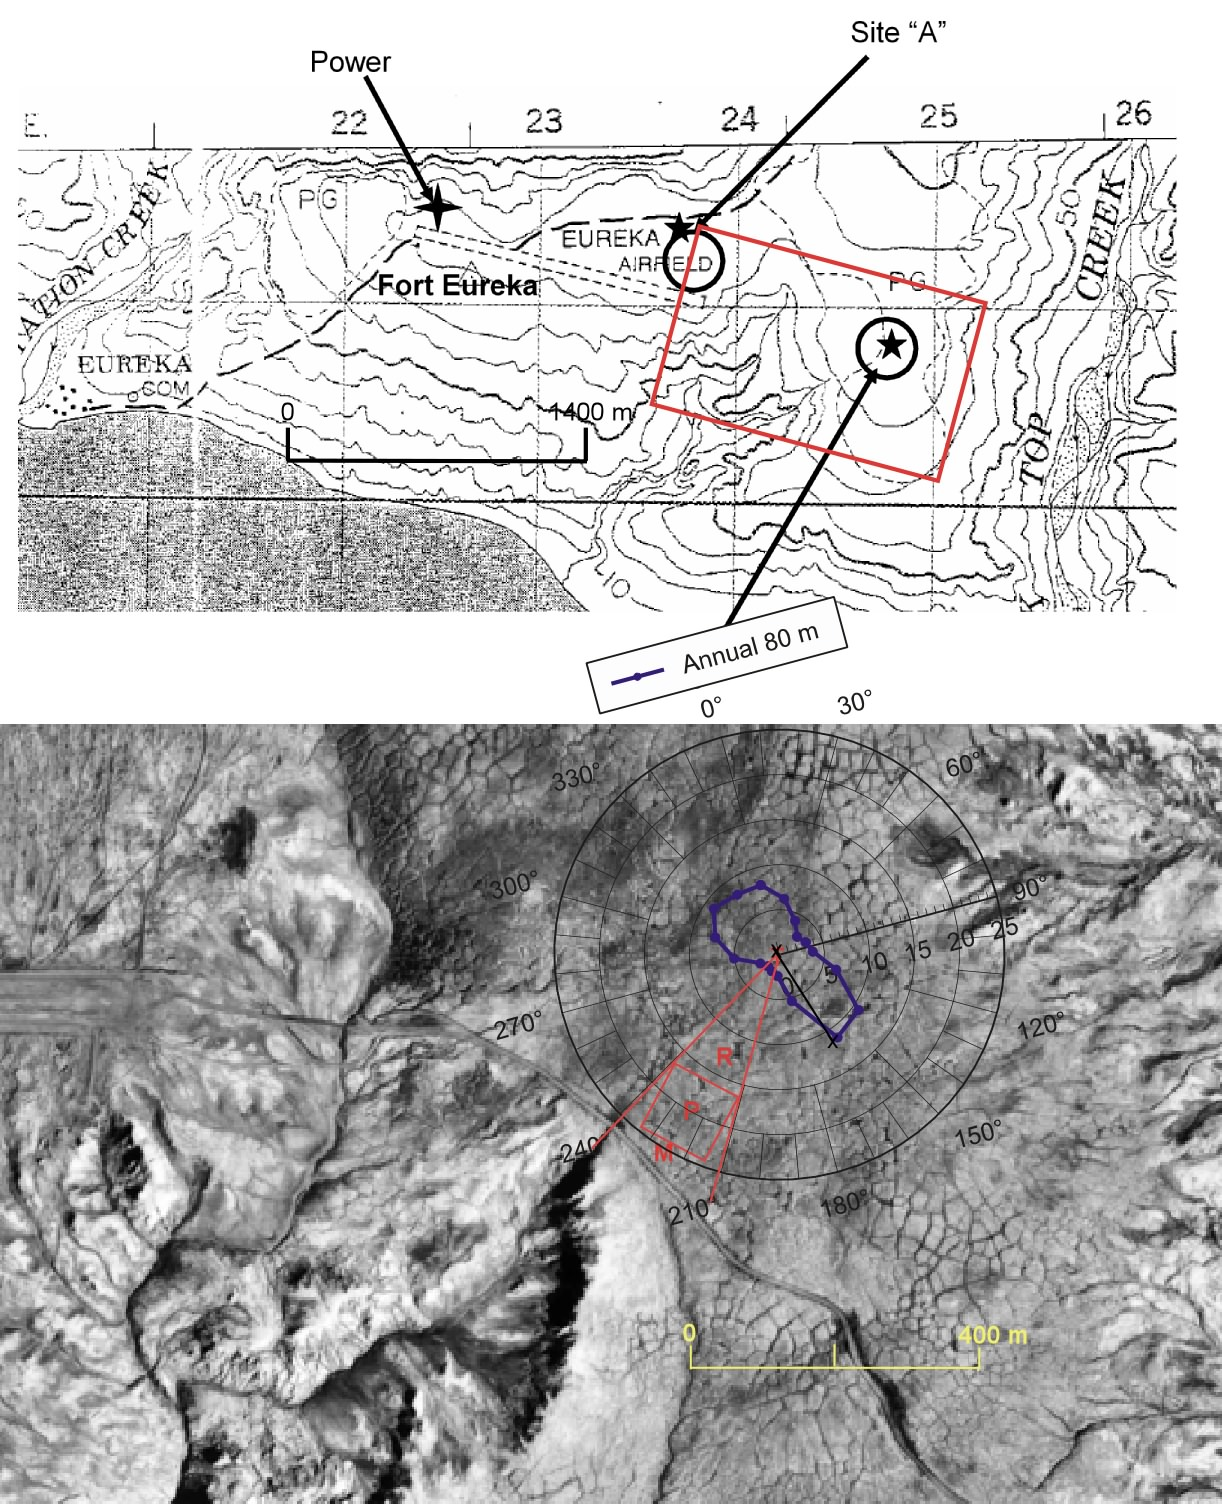 Site “A”
Power
E. 22 23 24 25 26
PG
50
CREEK
EUREKA
AIRFIELD
PG
Fort Eureka
EUREKA
COM
0 1400 m
TOP
Annual 80 m
0° 30°
330° 60°
300° 90°
0 5 10 15 20 25
270° 120°
R
P
M
240
150°
210° 180°
0 400 m